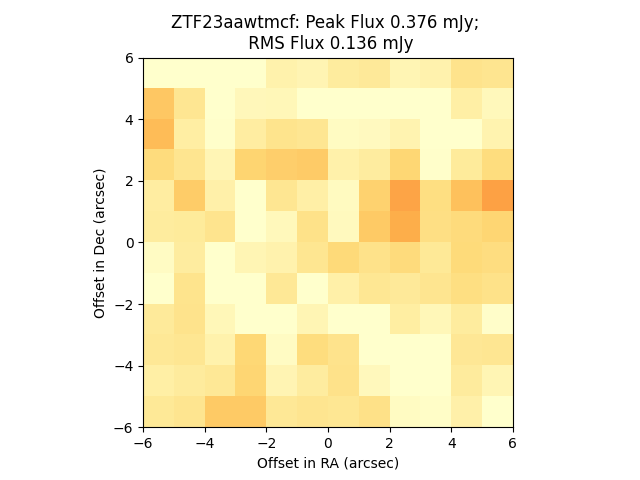 ZTF23aawtmcf: Peak Flux 0.376 mJy;
RMS Flux 0.136 mJy
6
4
2
0
−2
−4
−6
Offset in Dec (arcsec)
−6 −4 −2 0 2 4 6
Offset in RA (arcsec)